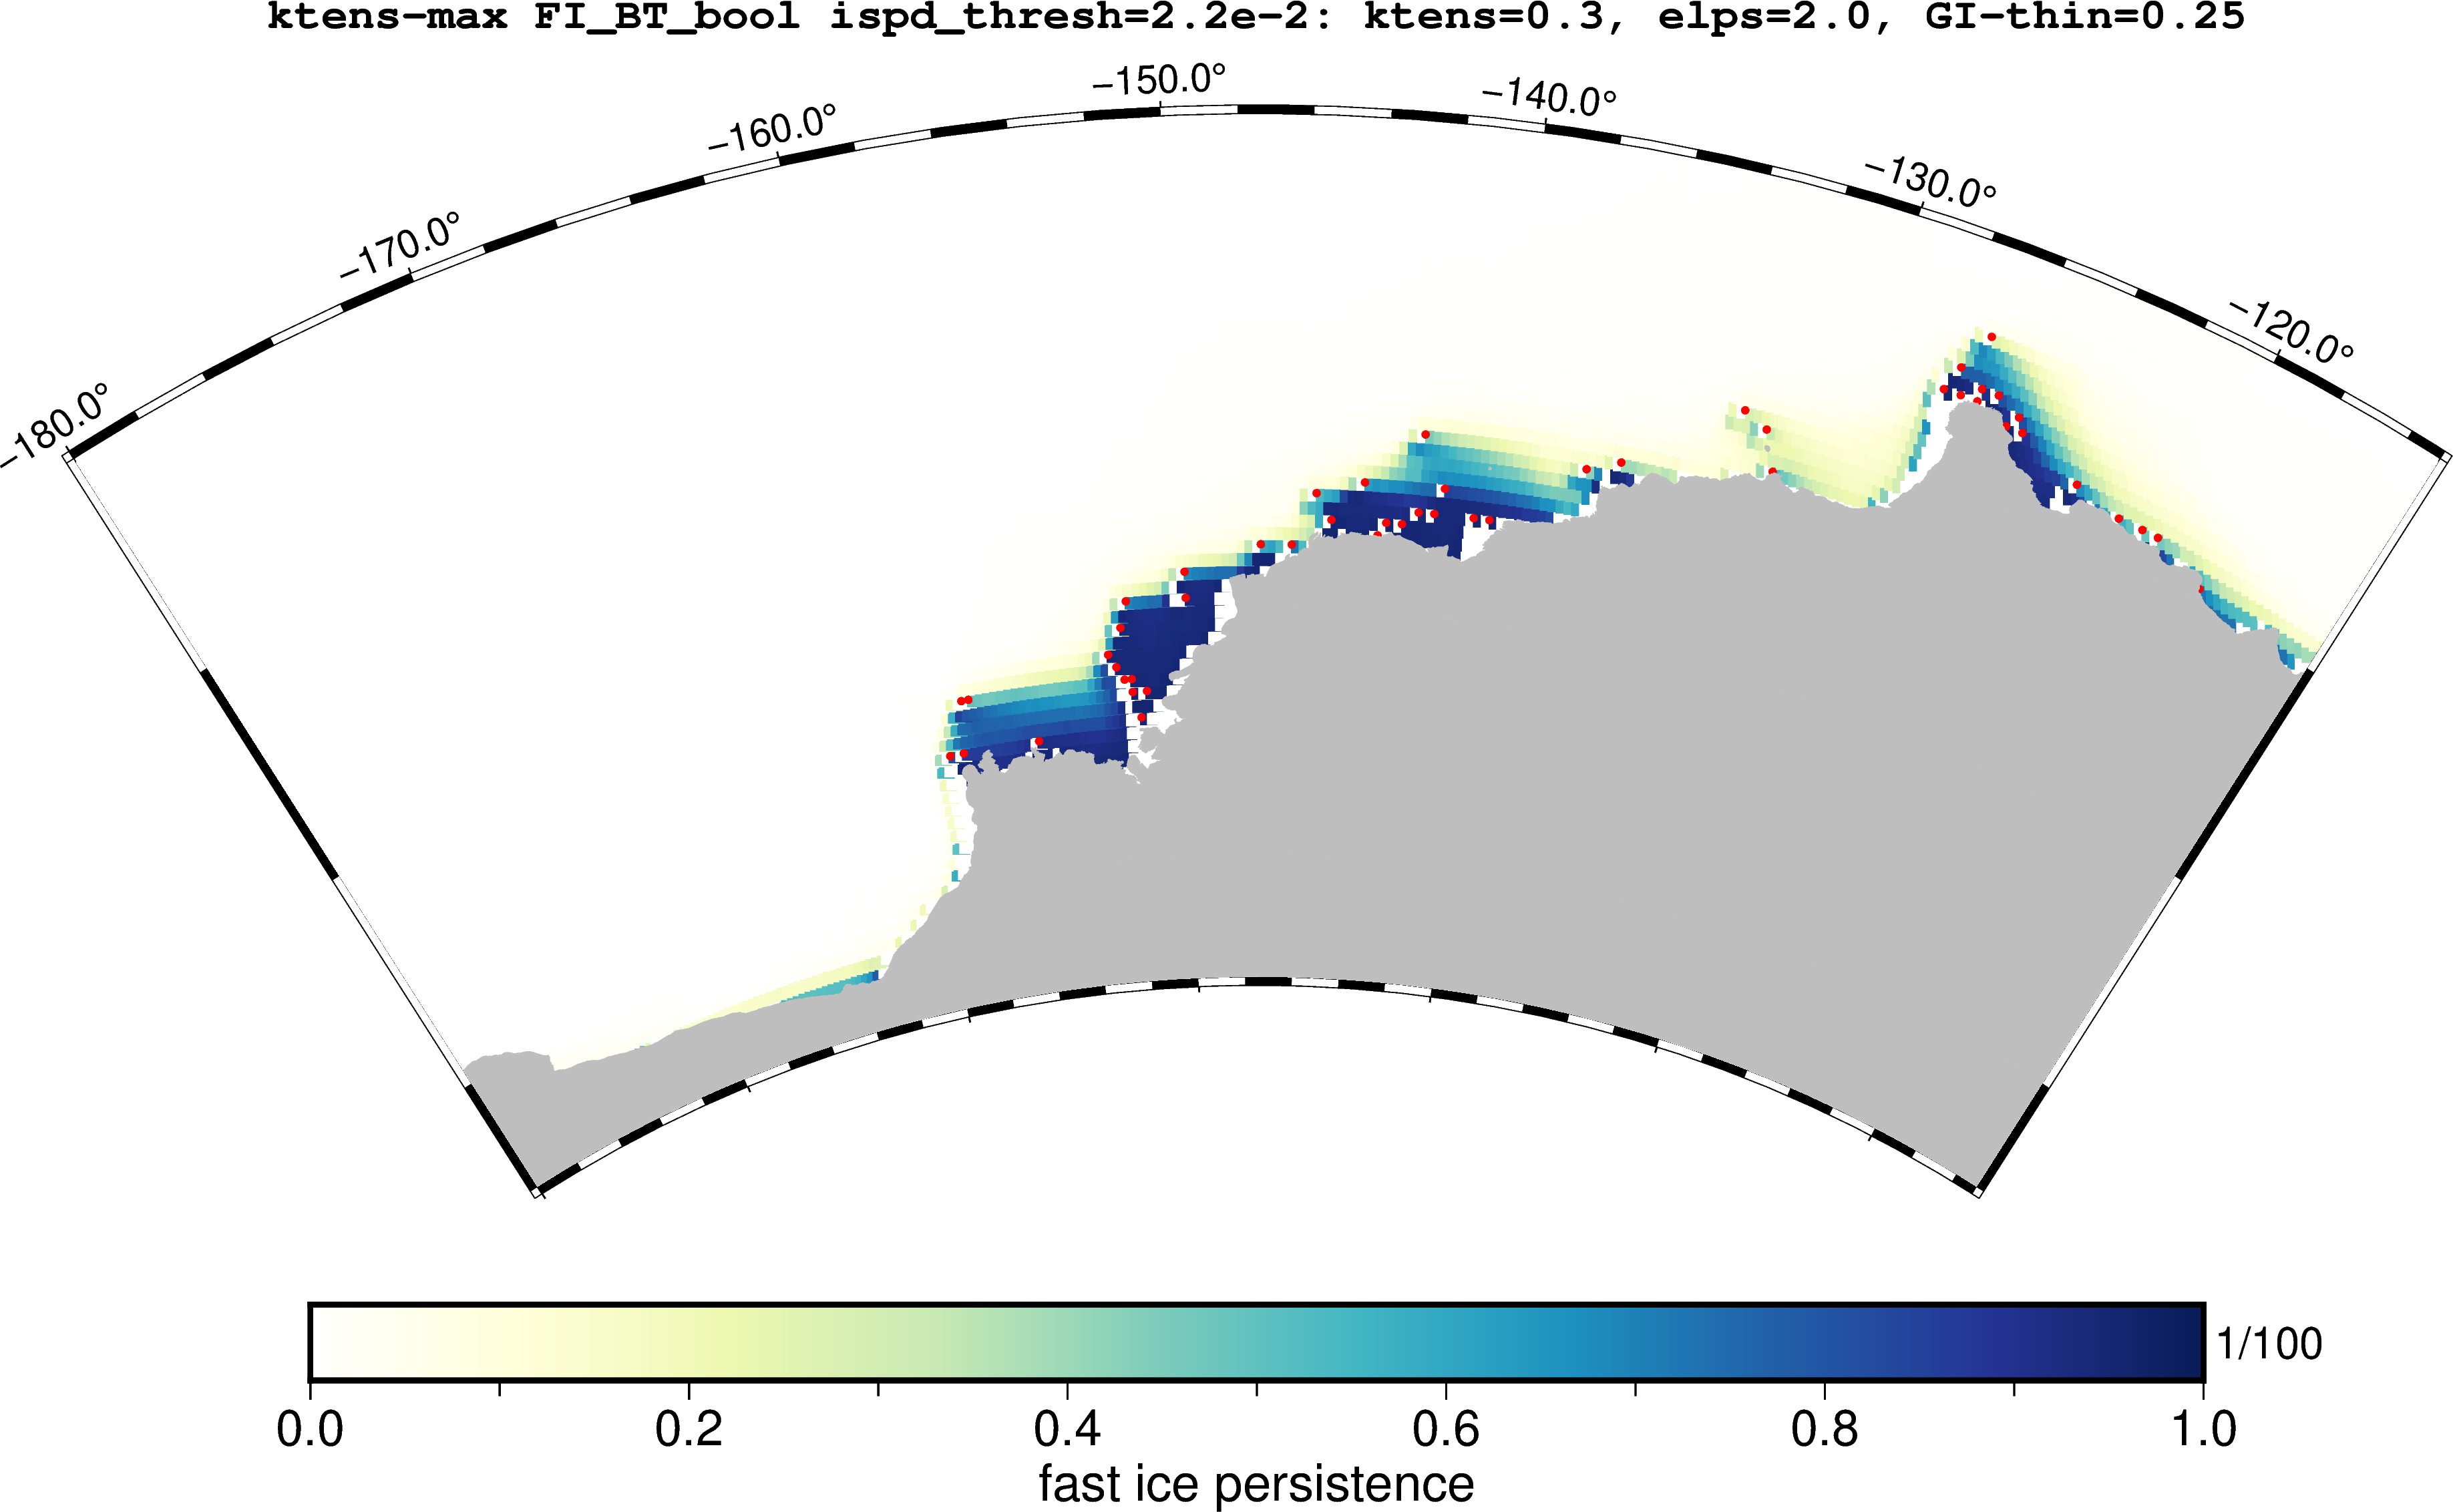 ktens-max FI_BT_bool ispd_thresh=2.2e-2: ktens=0.3, elps=2.0, GI-thin=0.25
−180.0° −170.0° −160.0° −150.0° −140.0° −130.0° −120.0°
1/100
0.0 0.2 0.4 0.6 0.8 1.0
fast ice persistence